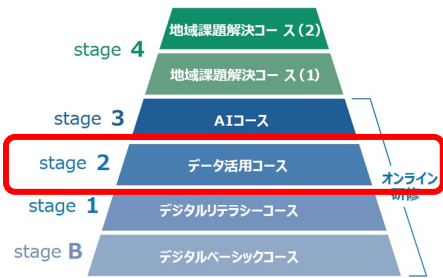 地域課題解決コース(2)
stage 4
地域課題解決コース(1)
stage 3
AIコース
stage 2
データ活用コース
オンライン
研修
stage 1
デジタルリテラシーコース
stage B
デジタルベーシックコース